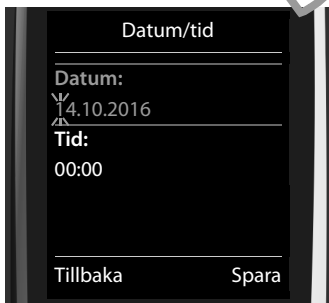 Datum/tid
Datum:
14.10.2016
Tid:
00:00
Tillbaka Spara